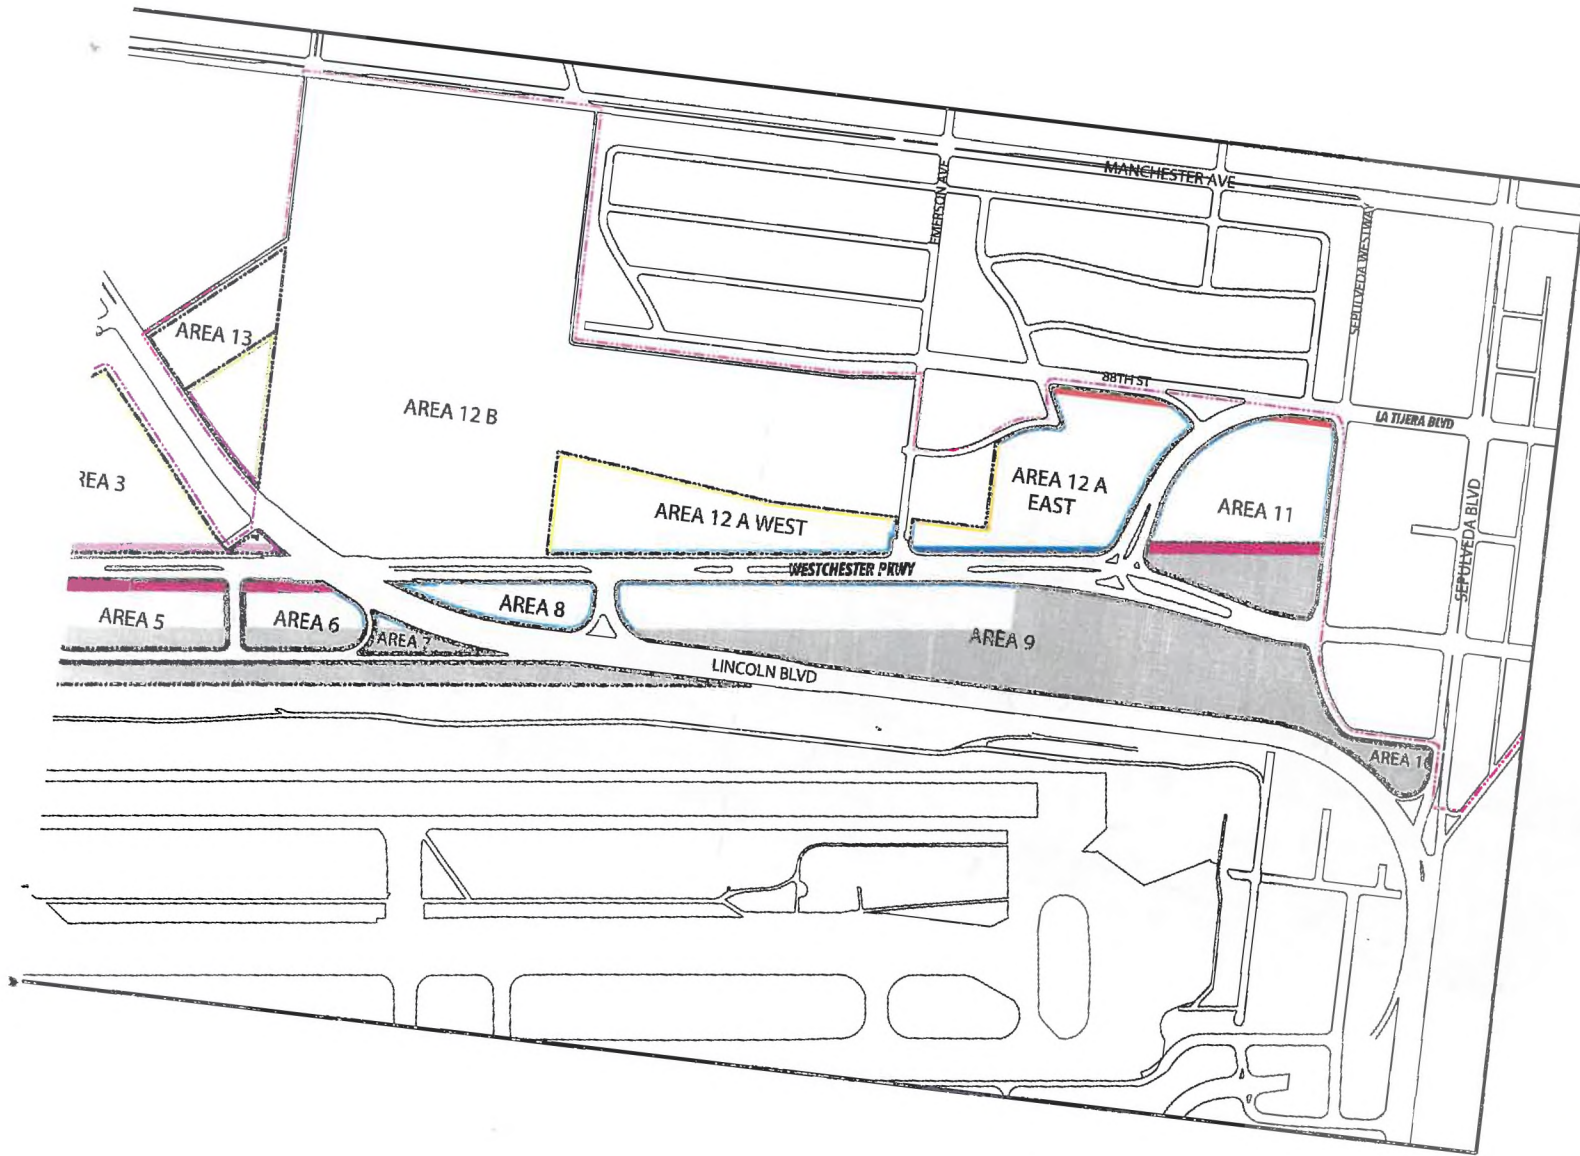 MANCHESTER AVE
EMERSON AVE
SEPULVEDA WESTWAY
AREA 13
88TH ST
AREA 12 B
LA TIJERA BLVD
AREA 3
AREA 12 A
EAST
AREA 12 A WEST
AREA 11
SEPULVEDA BLVD
WESTCHESTER PKWY
AREA 5
AREA 6
AREA 7
AREA 8
AREA 9
LINCOLN BLVD
AREA 10